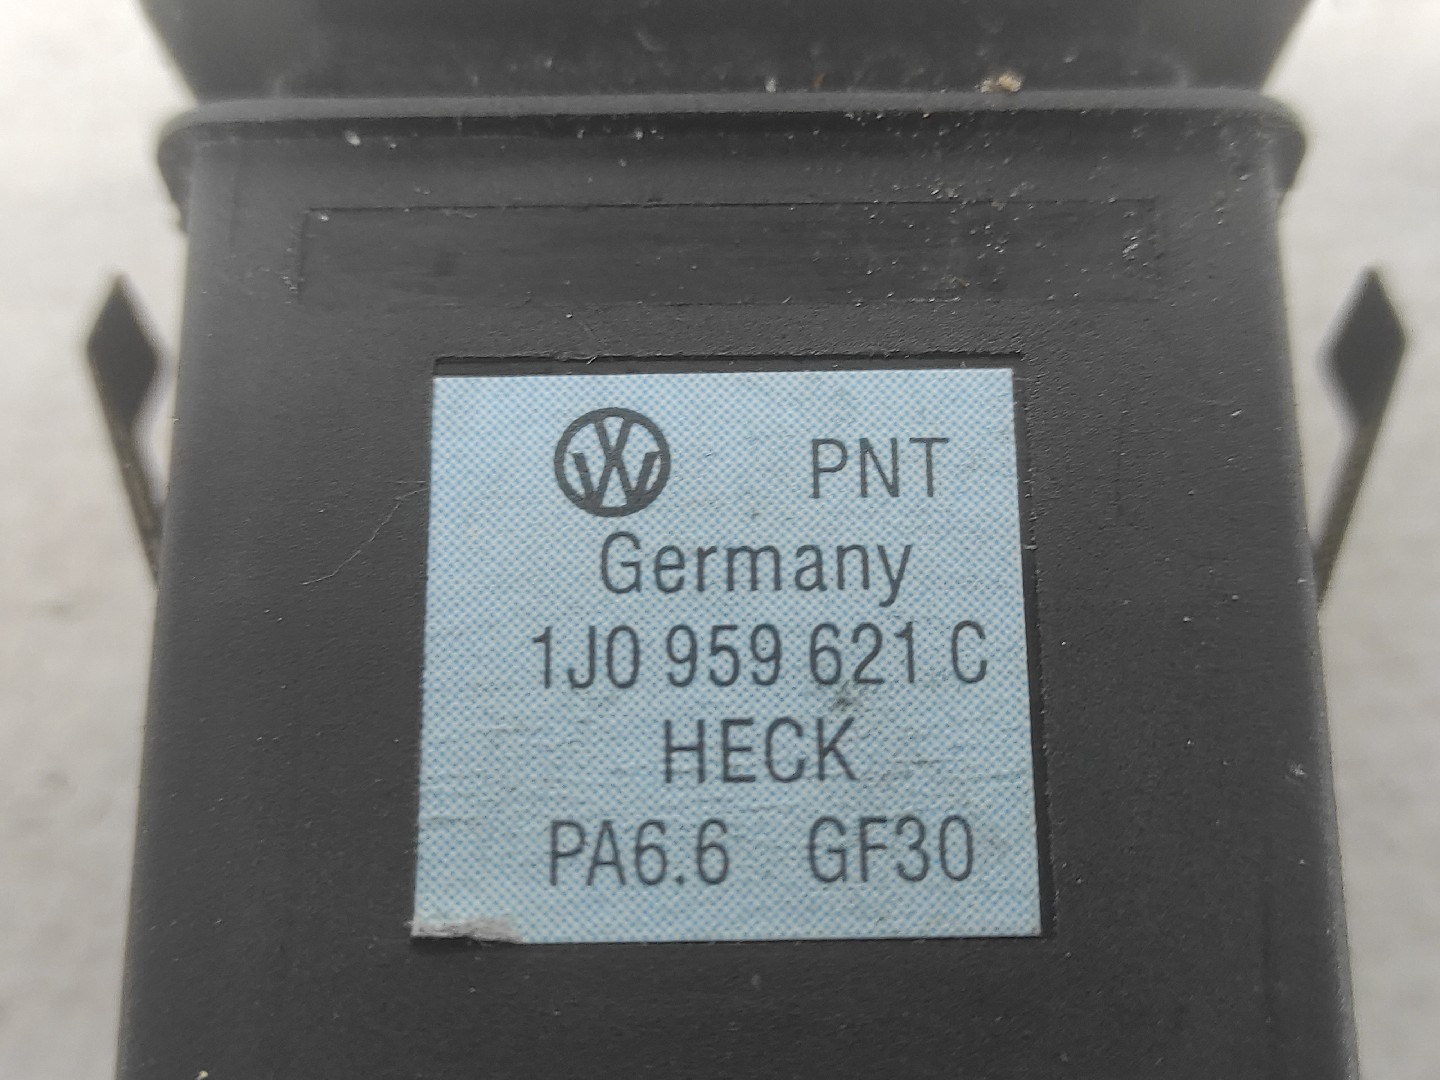 PNT
Germany
1J0 959 621 C
HECK
PA6.6 GF30